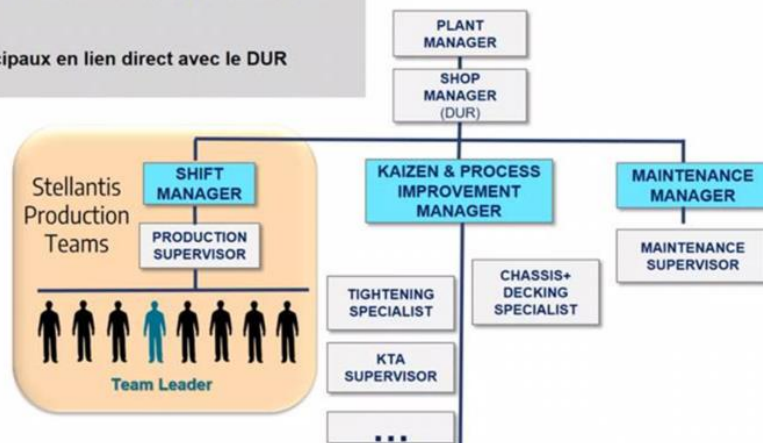 cipaux en lien direct avec le DUR
PLANT
MANAGER
SHOP
MANAGER
(DUR)
Stellantis
Production
Teams
SHIFT
MANAGER
PRODUCTION
SUPERVISOR
Team Leader
KAIZEN & PROCESS
IMPROVEMENT
MANAGER
TIGHTENING
SPECIALIST
CHASSIS+
DECKING
SPECIALIST
KTA
SUPERVISOR
...
MAINTENANCE
MANAGER
MAINTENANCE
SUPERVISOR